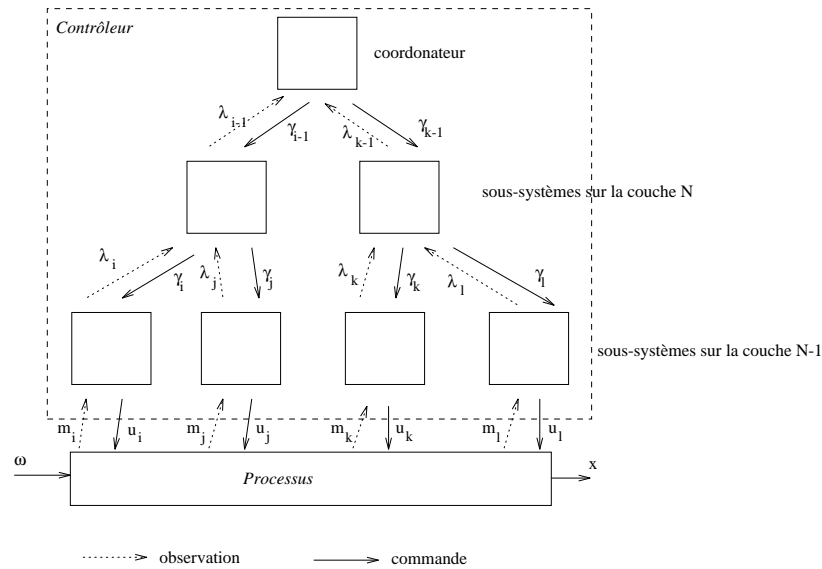 Contrôleur
coordonateur
λ i-1
γ i-1
λ k-1
γ k-1
sous-systèmes sur la couche N
λ i
γ i
λ j
γ j
λ k
γ k
λ l
γ l
sous-systèmes sur la couche N-1
m i
u i
m j
u j
m k
u k
m l
u l
ω
Processus
x
observation
commande